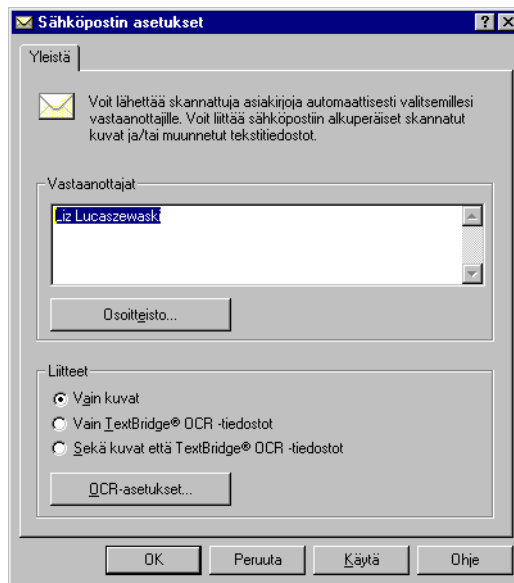 Sähköpostin asetukset
Yleistä
Voit lähettää skannattuja asiakirjoja automaattisesti valitsemillesi
vastaanottajille. Voit liittää sähköpostiin alkuperäiset skannatut
kuvat ja/tai muunnetut tekstitiedostot.
Vastaanottajat
Liz Lucaszewaski
Osoitteisto...
Liitteet
Vain kuvat
Vain TextBridge® OCR -tiedostot
Sekä kuvat että TextBridge® OCR -tiedostot
OCR-asetukset...
OK Peruuta Käytä Ohje